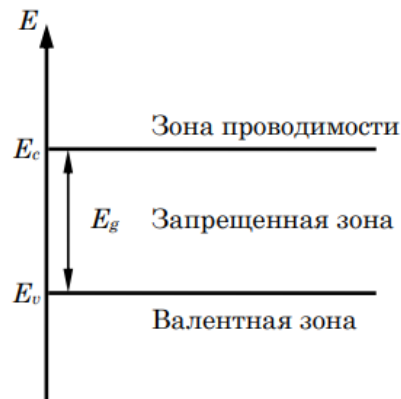 E
Зона проводимости
E_c
E_g Запрещенная зона
E_v
Валентная зона